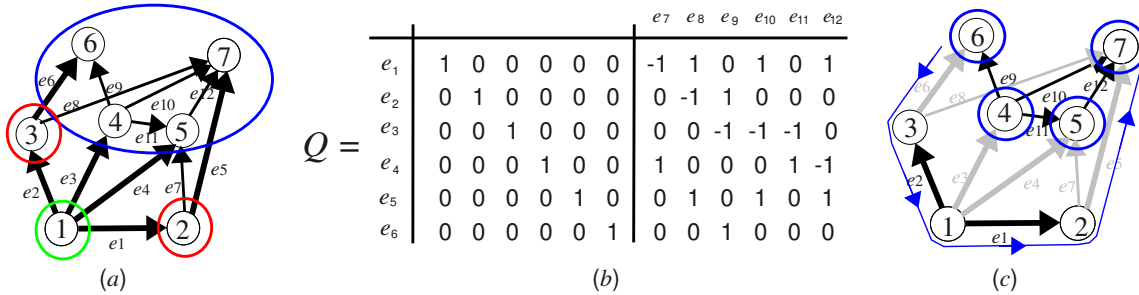 6
7
e6
e9
e8
e12
e10
3
4
5
e11
e2
e3
e4
e7
e5
1
2
e1
(a)
Q =
e7 e8 e9 e10 e11 e12
e1 1 0 0 0 0 0 -1 1 0 1 0 1
e2 0 1 0 0 0 0 0 -1 1 0 0 0
e3 0 0 1 0 0 0 0 0 -1 -1 -1 0
e4 0 0 0 1 0 0 1 0 0 0 1 -1
e5 0 0 0 0 1 0 0 1 0 1 0 1
e6 0 0 0 0 0 1 0 0 1 0 0 0
(b)
6
7
e9
e6
e8
e12
e10
3
4
5
e11
e2
e3
e4
e7
e5
1
2
e1
(c)